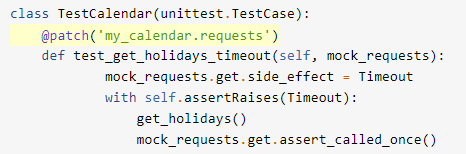 class TestCalendar(unittest.TestCase):
    @patch('my_calendar.requests')
    def test_get_holidays_timeout(self, mock_requests):
            mock_requests.get.side_effect = Timeout
            with self.assertRaises(Timeout):
                get_holidays()
                mock_requests.get.assert_called_once()